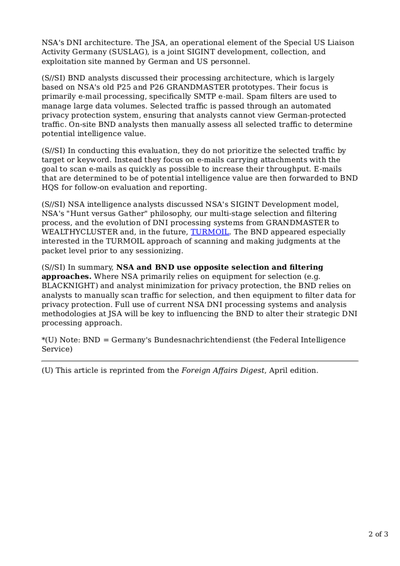 NSA's DNI architecture. The JSA, an operational element of the Special US Liaison
Activity Germany (SUSLAG), is a joint SIGINT development, collection, and
exploitation site manned by German and US personnel.
(S//SI) BND analysts discussed their processing architecture, which is largely
based on NSA's old P25 and P26 GRANDMASTER prototypes. Their focus is
primarily e-mail processing, specifically SMTP e-mail. Spam filters are used to
manage large data volumes. Selected traffic is passed through an automated
privacy protection system, ensuring that analysts cannot view German-protected
traffic. On-site BND analysts then manually assess all selected traffic to determine
potential intelligence value.
(S//SI) In conducting this evaluation, they do not prioritize the selected traffic by
target or keyword. Instead they focus on e-mails carrying attachments with the
goal to scan e-mails as quickly as possible to increase their throughput. E-mails
that are determined to be of potential intelligence value are then forwarded to BND
HQS for follow-on evaluation and reporting.
(S//SI) NSA intelligence analysts discussed NSA's SIGINT Development model,
NSA's "Hunt versus Gather" philosophy, our multi-stage selection and filtering
process, and the evolution of DNI processing systems from GRANDMASTER to
WEALTHYCLUSTER and, in the future, TURMOIL. The BND appeared especially
interested in the TURMOIL approach of scanning and making judgments at the
packet level prior to any sessionizing.
(S//SI) In summary, NSA and BND use opposite selection and filtering
approaches. Where NSA primarily relies on equipment for selection (e.g.
BLACKNIGHT) and analyst minimization for privacy protection, the BND relies on
analysts to manually scan traffic for selection, and then equipment to filter data for
privacy protection. Full use of current NSA DNI processing systems and analysis
methodologies at JSA will be key to influencing the BND to alter their strategic DNI
processing approach.
*(U) Note: BND = Germany's Bundesnachrichtendienst (the Federal Intelligence
Service)
(U) This article is reprinted from the Foreign Affairs Digest, April edition.
2 of 3